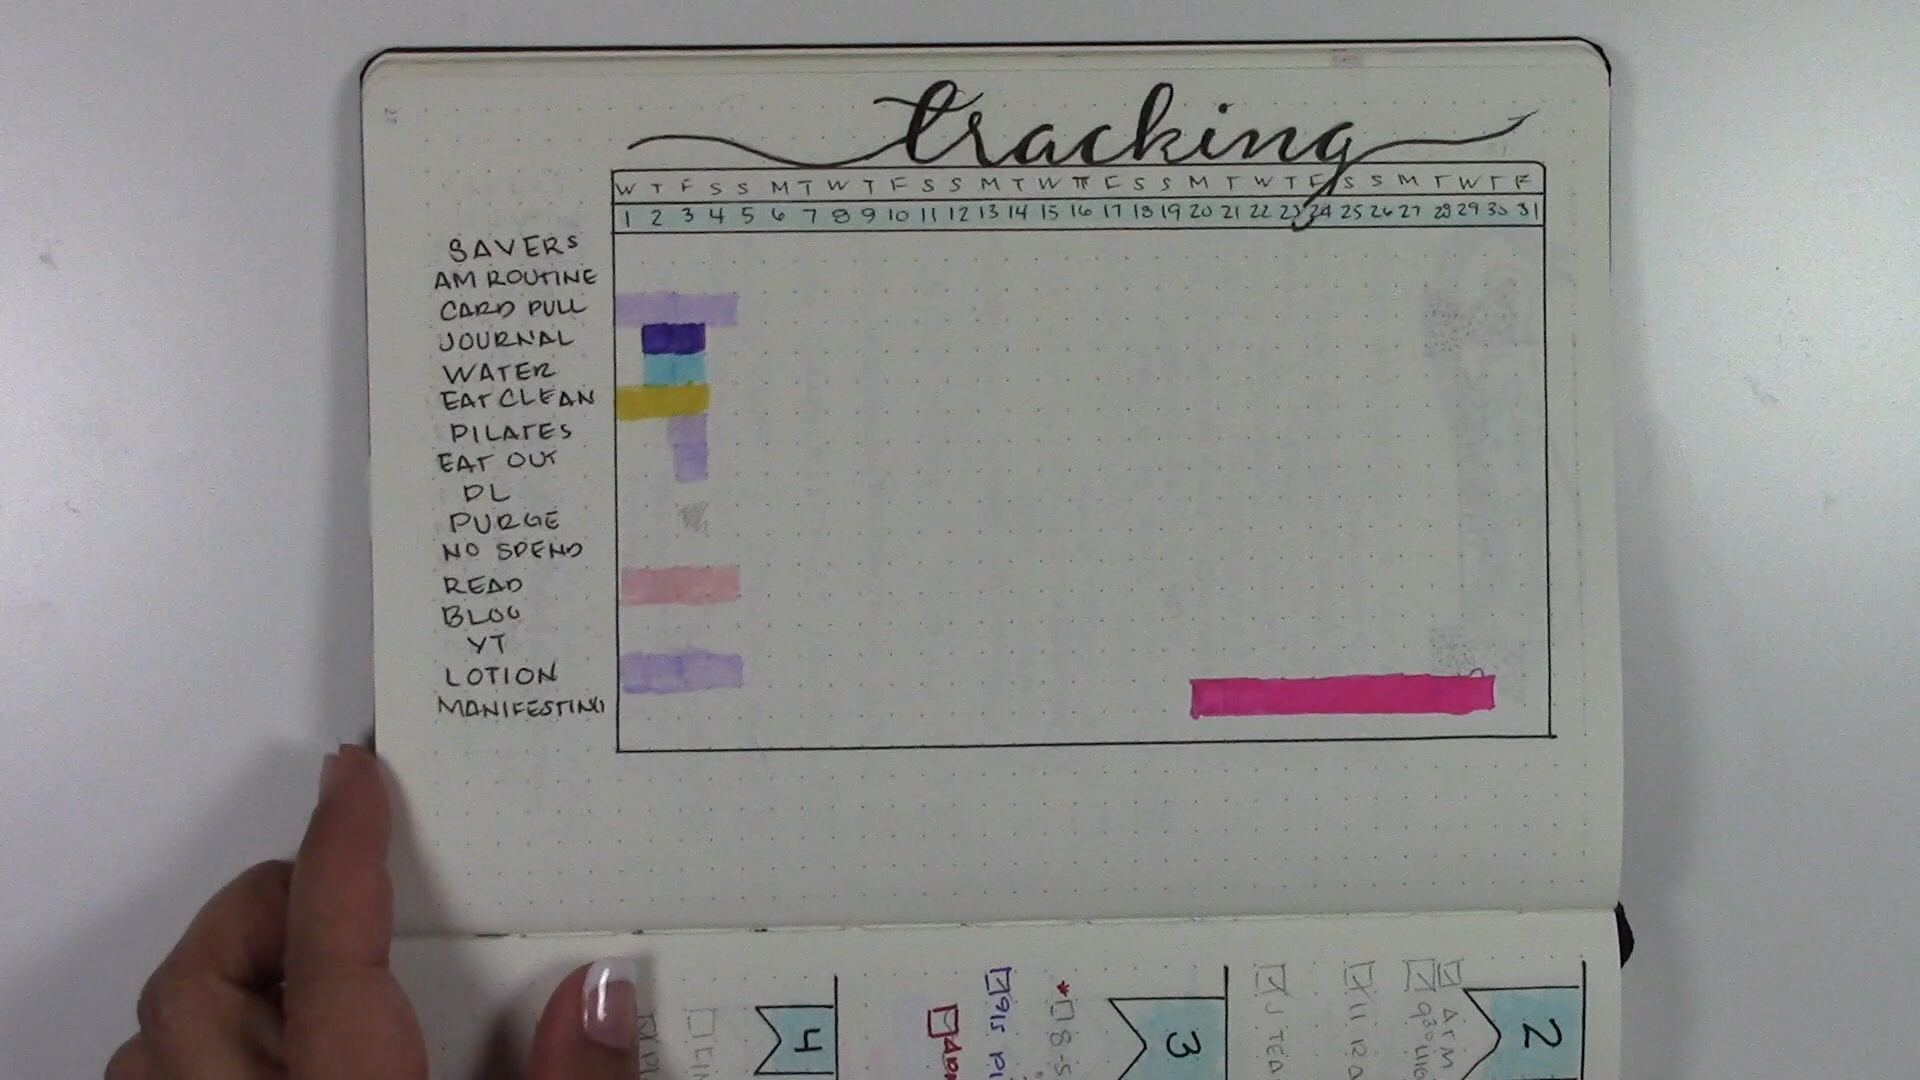 tracking
W T F S S M T W T F S S M T W T F S S M T W T F S S M T W T F
1 2 3 4 5 6 7 8 9 10 11 12 13 14 15 16 17 18 19 20 21 22 23 24 25 26 27 28 29 30 31
SAVERS
AM ROUTINE
CARD PULL
JOURNAL
WATER
EAT CLEAN
PILATES
EAT OUT
DL
PURGE
NO SPEND
READ
BLOG
YT
LOTION
MANIFESTING
4
3
2